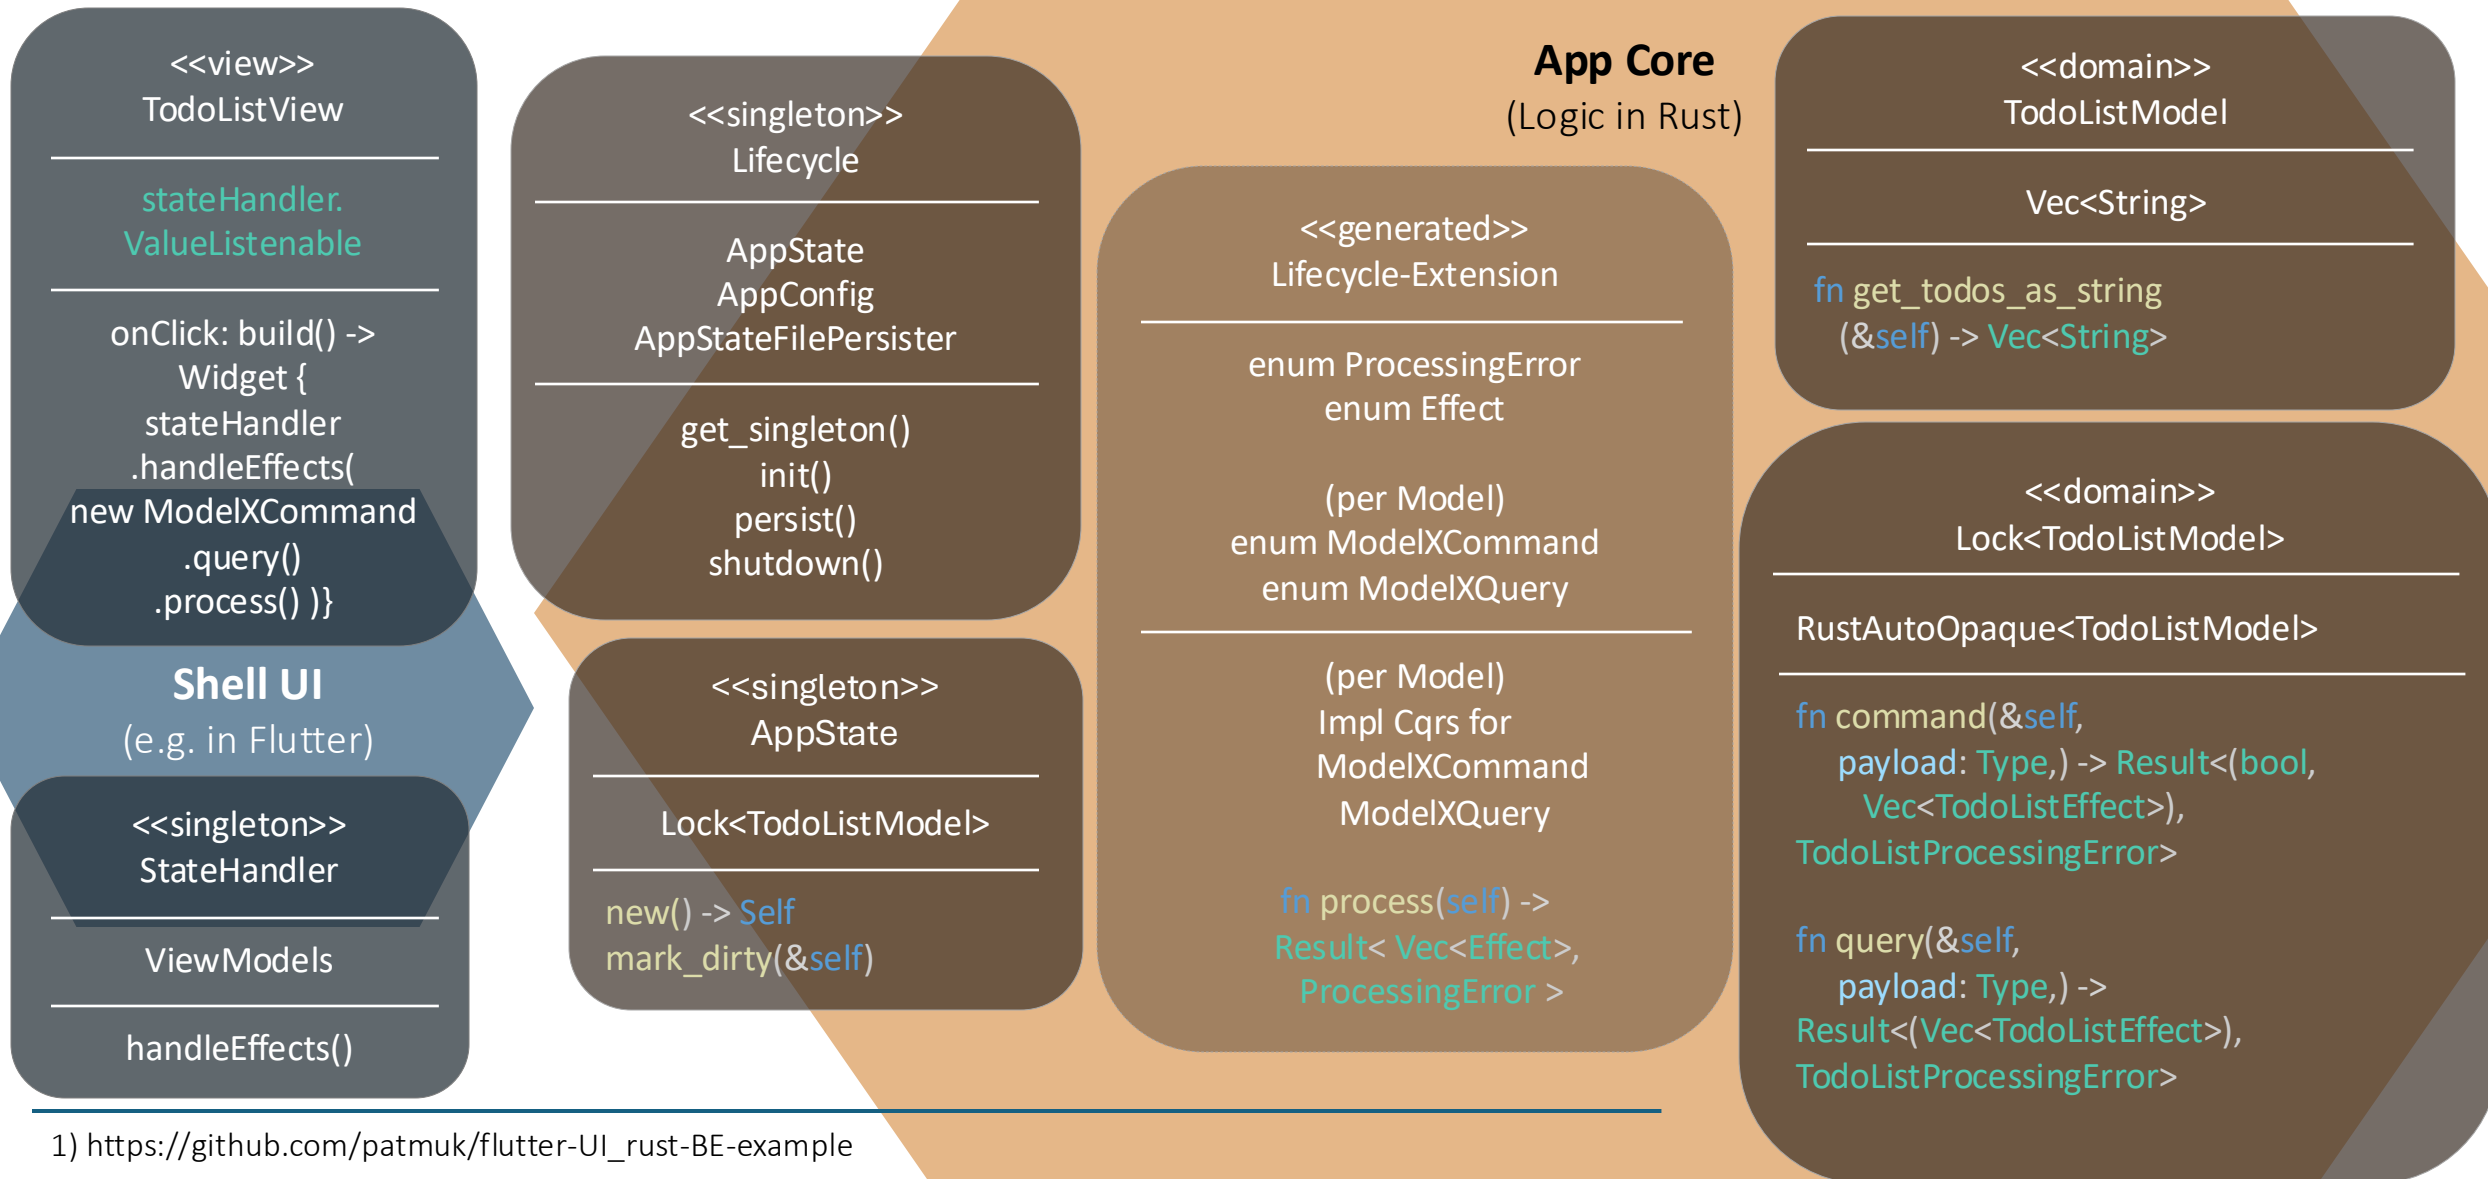 <<view>>
TodoListView
stateHandler.
ValueListenable
onClick: build() ->
Widget {
stateHandler
.handleEffects(
new ModelXCommand
.query()
.process() )}
Shell UI
(e.g. in Flutter)
<<singleton>>
StateHandler
ViewModels
handleEffects()
<<singleton>>
Lifecycle
AppState
AppConfig
AppStateFilePersister
get_singleton()
init()
persist()
shutdown()
<<singleton>>
AppState
Lock<TodoListModel>
new() -> Self
mark_dirty(&self)
App Core
(Logic in Rust)
<<generated>>
Lifecycle-Extension
enum ProcessingError
enum Effect
(per Model)
enum ModelXCommand
enum ModelXQuery
(per Model)
Impl Cqrs for
ModelXCommand
ModelXQuery
fn process(self) ->
Result< Vec<Effect>,
ProcessingError >
<<domain>>
TodoListModel
Vec<String>
fn get_todos_as_string
(&self) -> Vec<String>
<<domain>>
Lock<TodoListModel>
RustAutoOpaque<TodoListModel>
fn command(&self,
payload: Type,) -> Result<(bool,
Vec<TodoListEffect>),
TodoListProcessingError>
fn query(&self,
payload: Type,) ->
Result<(Vec<TodoListEffect>),
TodoListProcessingError>
1) https://github.com/patmuk/flutter-UI_rust-BE-example